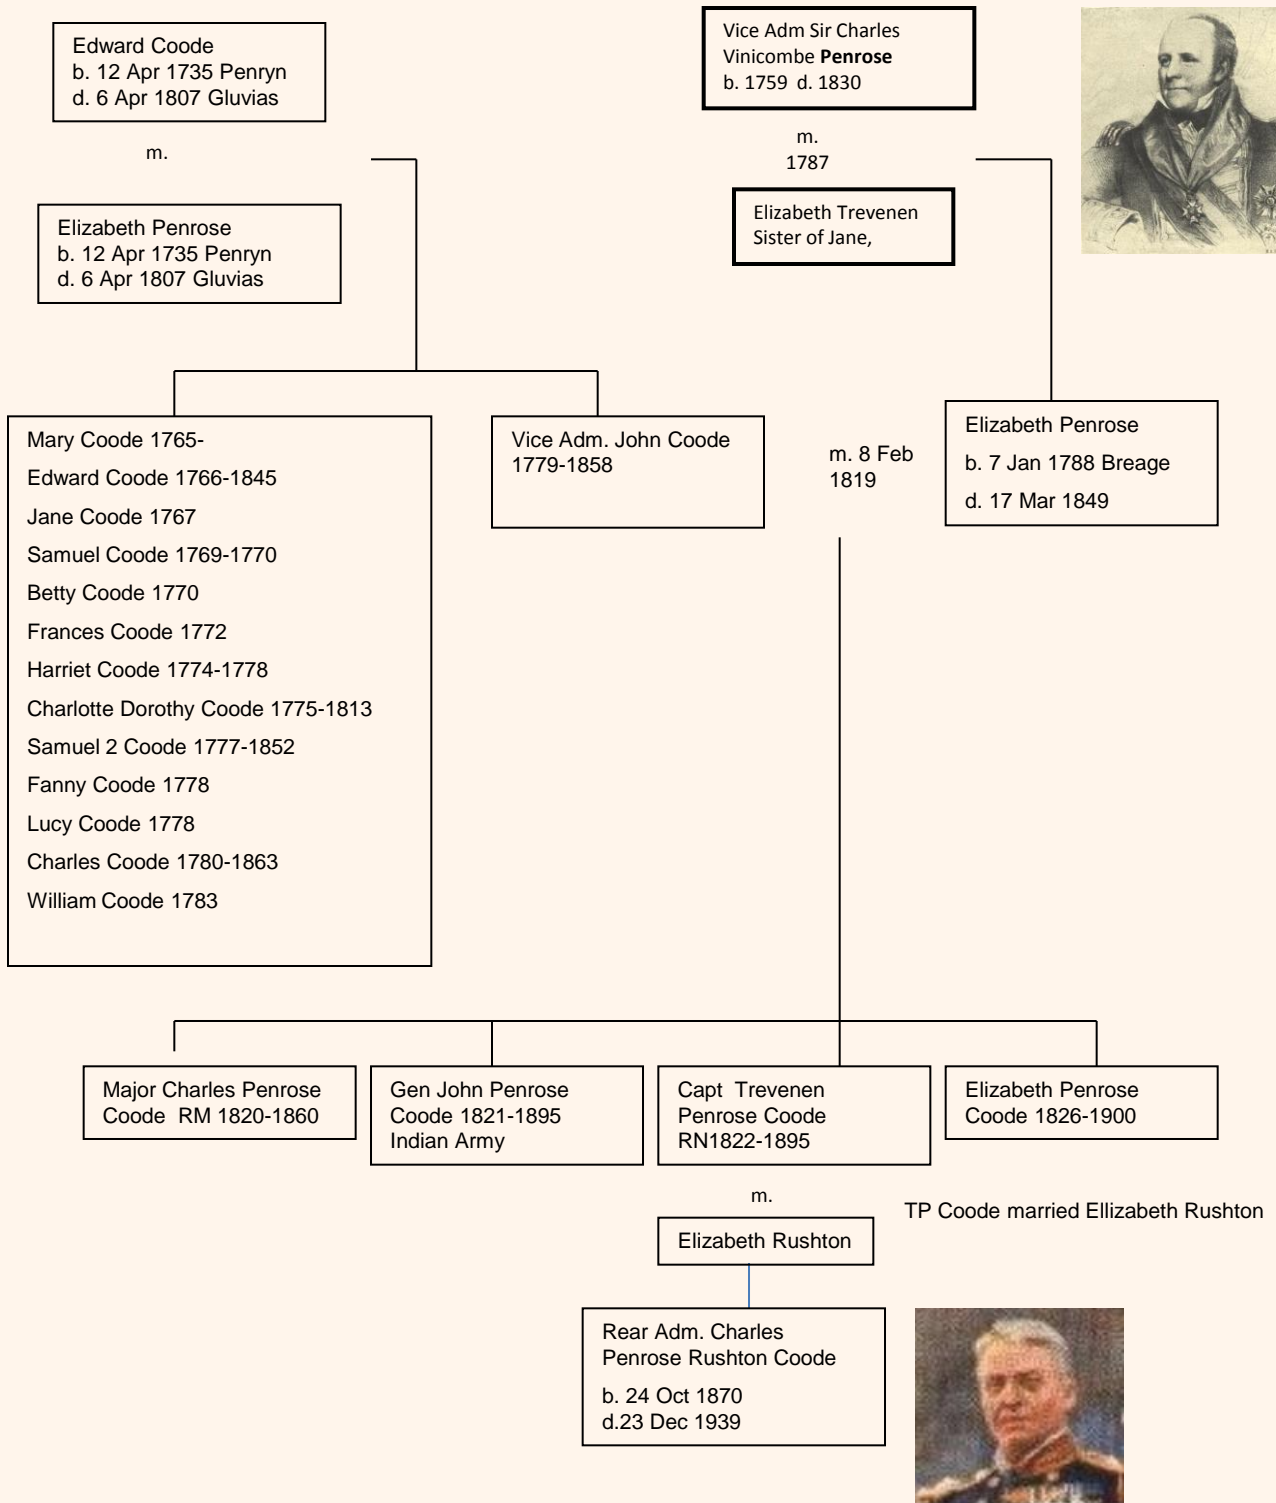 Edward Coode
b. 12 Apr 1735 Penryn
d. 6 Apr 1807 Gluvias
Vice Adm Sir Charles
Vinicombe Penrose
b. 1759 d. 1830
m.
m.
1787
Elizabeth Penrose
b. 12 Apr 1735 Penryn
d. 6 Apr 1807 Gluvias
Elizabeth Trevenen
Sister of Jane,
Mary Coode 1765-
Edward Coode 1766-1845
Jane Coode 1767
Samuel Coode 1769-1770
Betty Coode 1770
Frances Coode 1772
Harriet Coode 1774-1778
Charlotte Dorothy Coode 1775-1813
Samuel 2 Coode 1777-1852
Fanny Coode 1778
Lucy Coode 1778
Charles Coode 1780-1863
William Coode 1783
Vice Adm. John Coode
1779-1858
m. 8 Feb
1819
Elizabeth Penrose
b. 7 Jan 1788 Breage
d. 17 Mar 1849
Major Charles Penrose
Coode RM 1820-1860
Gen John Penrose
Coode 1821-1895
Indian Army
Capt Trevenen
Penrose Coode
RN1822-1895
Elizabeth Penrose
Coode 1826-1900
m.
TP Coode married Ellizabeth Rushton
Elizabeth Rushton
Rear Adm. Charles
Penrose Rushton Coode
b. 24 Oct 1870
d.23 Dec 1939